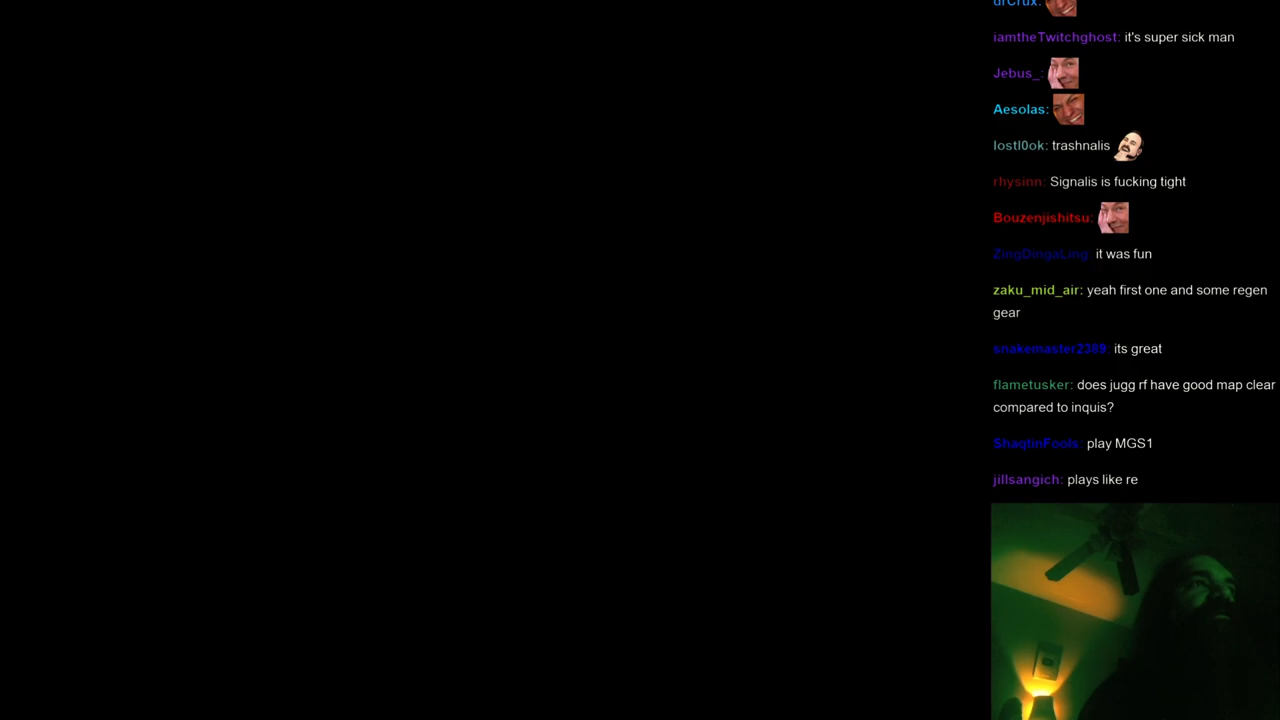 drCrux:
iamtheTwitchghost: it's super sick man
Jebus_:
Aesolas:
lostl0ok: trashnalis
rhysinn: Signalis is fucking tight
Bouzenjishitsu:
ZingDingaLing: it was fun
zaku_mid_air: yeah first one and some regen
gear
snakemaster2389: its great
flametusker: does jugg rf have good map clear
compared to inquis?
ShaqtinFools: play MGS1
jillsangich: plays like re